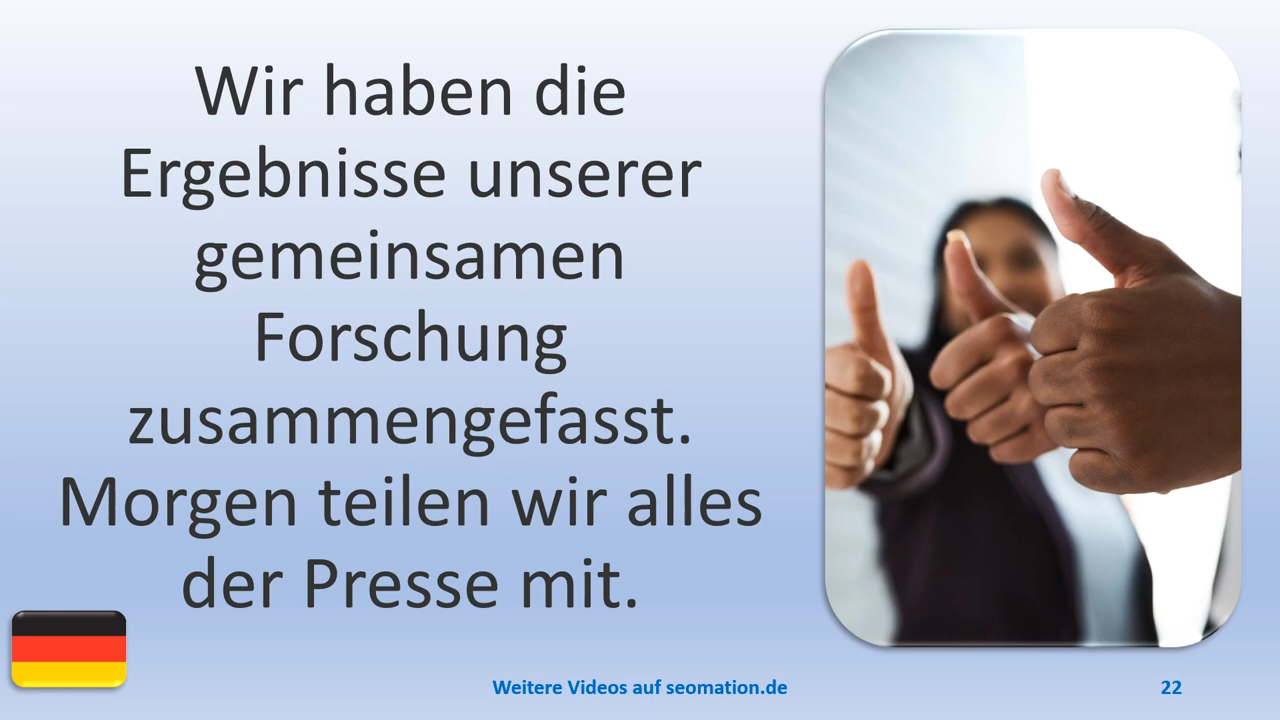 Wir haben die
Ergebnisse unserer
gemeinsamen
Forschung
zusammengefasst.
Morgen teilen wir alles
der Presse mit.
Weitere Videos auf seomation.de
22